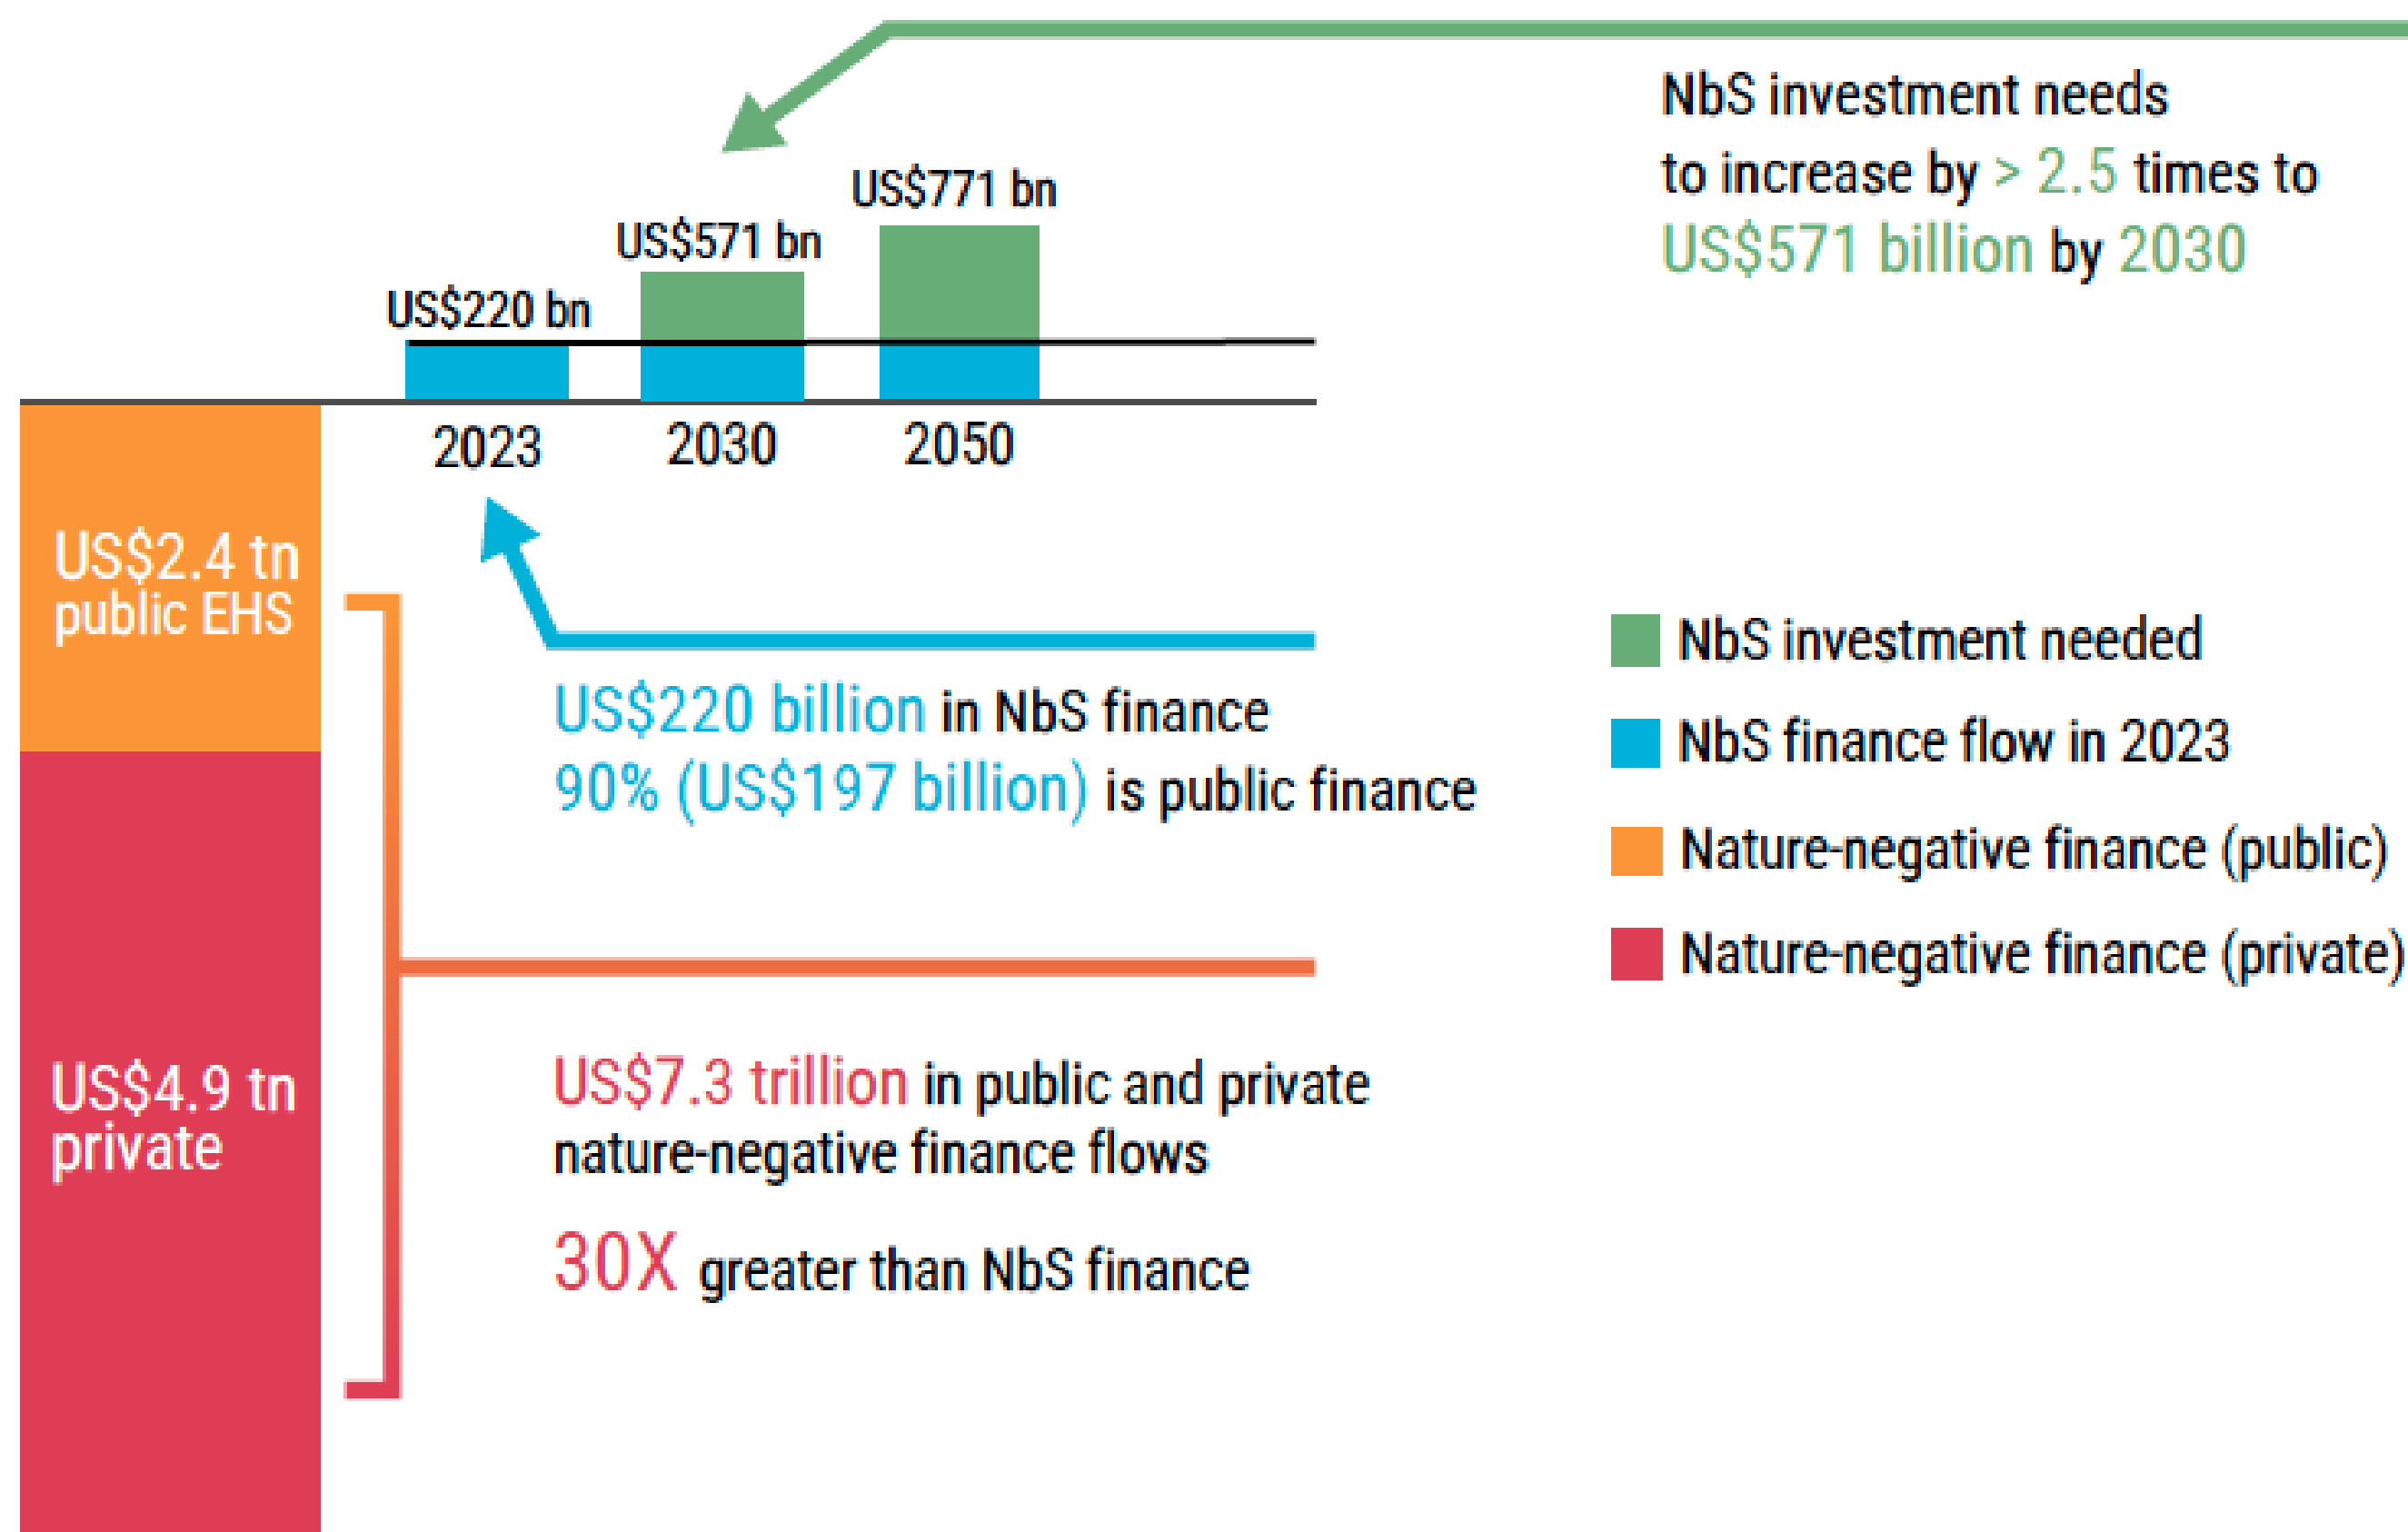 NbS investment needs
to increase by > 2.5 times to
US$571 billion by 2030
US$771 bn
US$571 bn
US$220 bn
2023
2030
2050
US$2.4 tn
public EHS
US$4.9 tn
private
US$220 billion in NbS finance
90% (US$197 billion) is public finance
US$7.3 trillion in public and private
nature-negative finance flows
30X greater than NbS finance
NbS investment needed
NbS finance flow in 2023
Nature-negative finance (public)
Nature-negative finance (private)